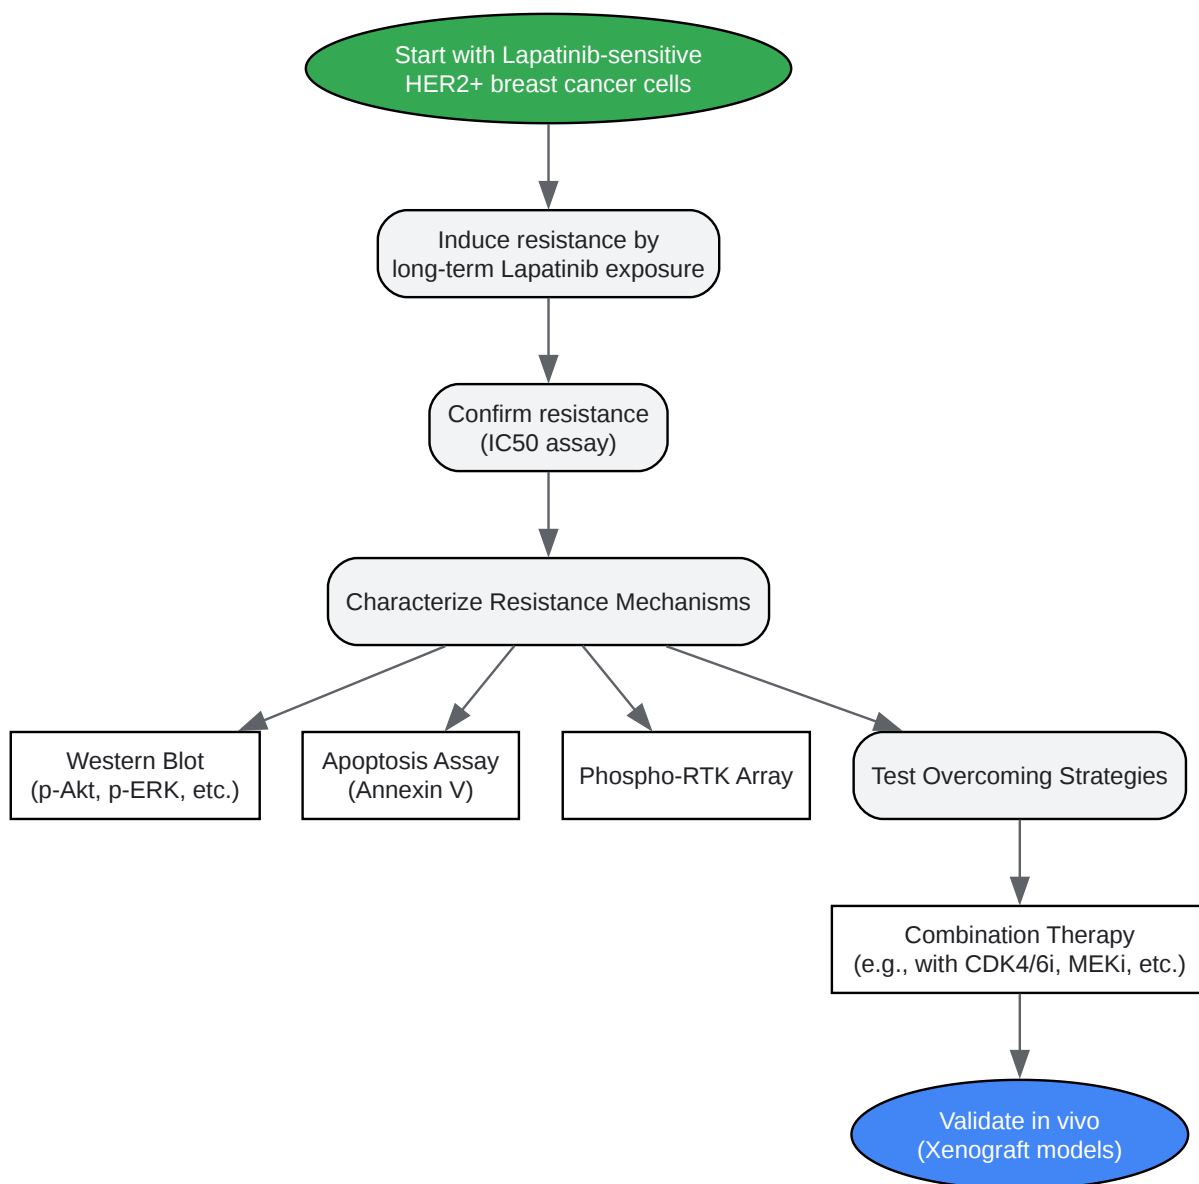 Start with Lapatinib-sensitive
HER2+ breast cancer cells
Induce resistance by
long-term Lapatinib exposure
Confirm resistance
(IC50 assay)
Characterize Resistance Mechanisms
Western Blot
(p-Akt, p-ERK, etc.)
Apoptosis Assay
(Annexin V)
Phospho-RTK Array
Test Overcoming Strategies
Combination Therapy
(e.g., with CDK4/6i, MEKi, etc.)
Validate in vivo
(Xenograft models)